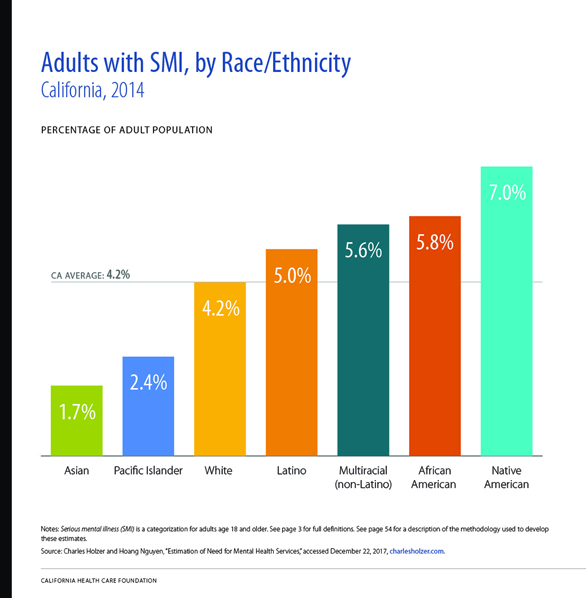 Adults with SMI, by Race/Ethnicity
California, 2014
PERCENTAGE OF ADULT POPULATION
7.0%
5.8%
5.6%
5.0%
CA AVERAGE: 4.2%
4.2%
2.4%
1.7%
Asian
Pacific Islander
White
Latino
Multiracial
(non-Latino)
African
American
Native
American
Notes: Serious mental illness (SMI) is a categorization for adults age 18 and older. See page 3 for full definitions. See page 54 for a description of the methodology used to develop
these estimates.
Source: Charles Holzer and Hoang Nguyen, "Estimation of Need for Mental Health Services," accessed December 22, 2017, charlesholzer.com.
CALIFORNIA HEALTH CARE FOUNDATION